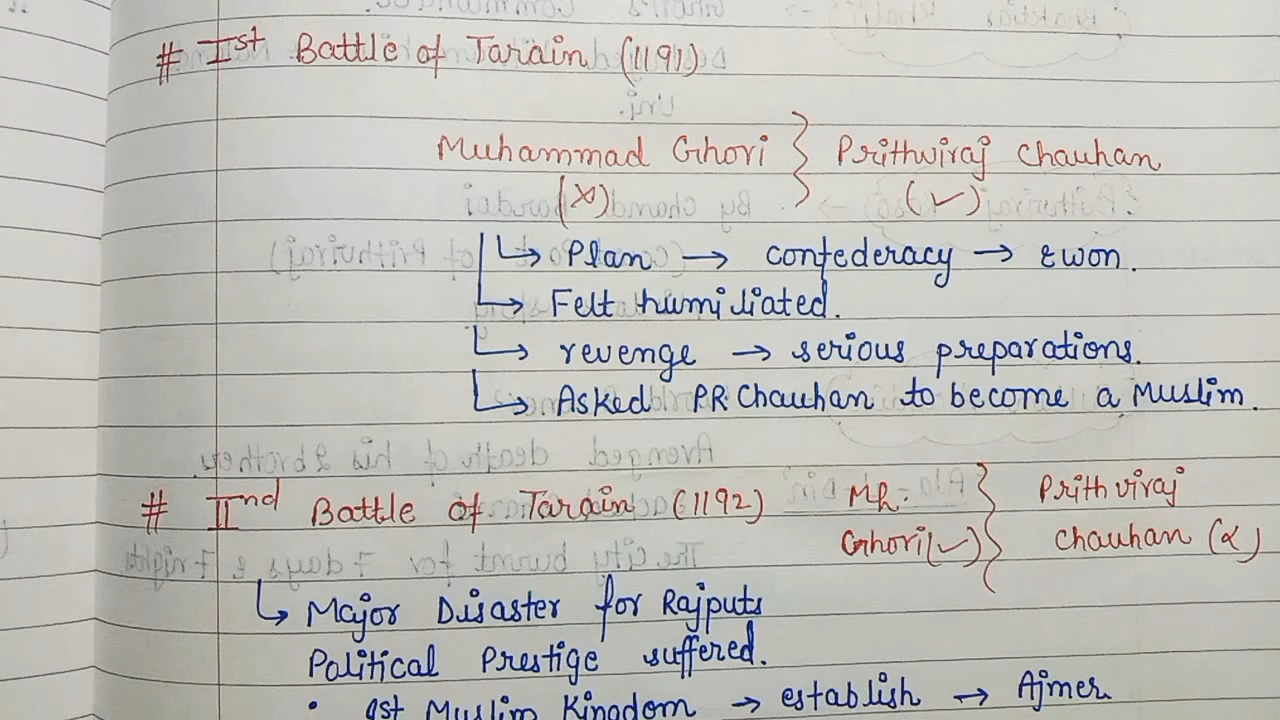 # Ist Battle of Tarain (1191)
Muhammad Ghori } Prithviraj Chauhan
(×) (✓)
↳ Plan → confederacy → & won.
↳ Felt humiliated.
↳ revenge → serious preparations.
↳ Asked PR Chauhan to become a Muslim.
# IInd Battle of Tarain (1192) Mh. Ghori (✓) } Prithviraj Chauhan (×)
↳ Major Disaster for Rajputs
Political Prestige suffered.
• 1st Muslim Kingdom → establish → Ajmer